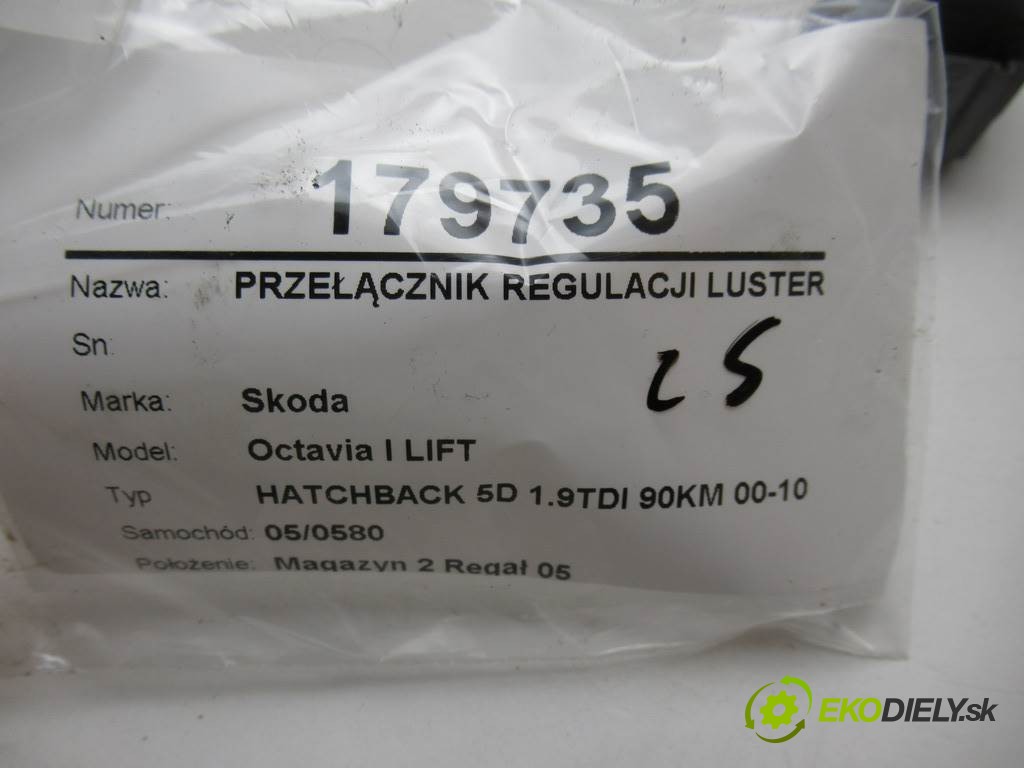 Numer: 179735
Nazwa: PRZEŁĄCZNIK REGULACJI LUSTER
Sn:
Marka: Skoda
Model: Octavia I LIFT
Typ HATCHBACK 5D 1.9TDI 90KM 00-10
Samochód: 05/0580
Położenie: Magazyn 2 Regał 05
EKODIELY.sk